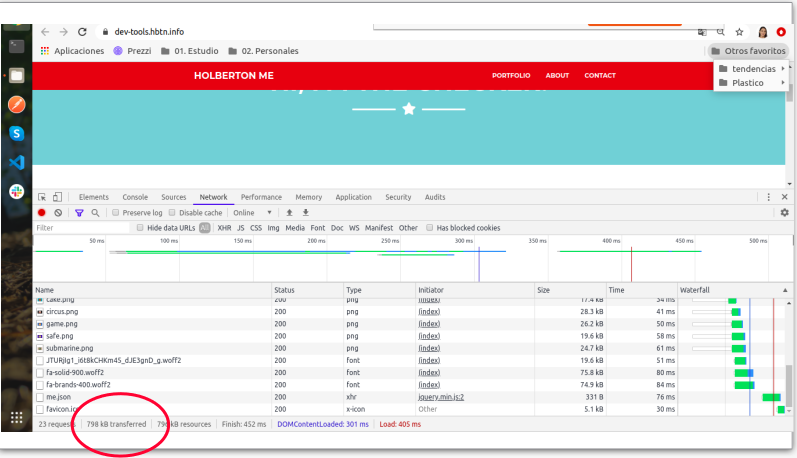 dev-tools.hbtn.info
Aplicaciones Prezzi 01. Estudio 02. Personales Otros favoritos
tendencias
Plastico
HOLBERTON ME PORTFOLIO ABOUT CONTACT
Elements Console Sources Network Performance Memory Application Security Audits
Preserve log Disable cache Online
Filter Hide data URLs All XHR JS CSS Img Media Font Doc WS Manifest Other Has blocked cookies
50 ms 100 ms 150 ms 200 ms 250 ms 300 ms 350 ms 400 ms 450 ms 500 ms
Name Status Type Initiator Size Time Waterfall
cake.png 200 png (index) 17.4 kB 54 ms
circus.png 200 png (index) 28.3 kB 41 ms
game.png 200 png (index) 26.2 kB 50 ms
safe.png 200 png (index) 19.6 kB 58 ms
submarine.png 200 png (index) 24.7 kB 61 ms
JTURjIg1_i6t8kCHKm45_dJE3gnD_g.woff2 200 font (index) 19.6 kB 51 ms
fa-solid-900.woff2 200 font (index) 75.8 kB 80 ms
fa-brands-400.woff2 200 font (index) 74.9 kB 84 ms
me.json 200 xhr jquery.min.js:2 331 B 76 ms
favicon.ico 200 x-icon Other 5.1 kB 30 ms
23 requests 798 kB transferred 796 kB resources Finish: 452 ms DOMContentLoaded: 301 ms Load: 405 ms